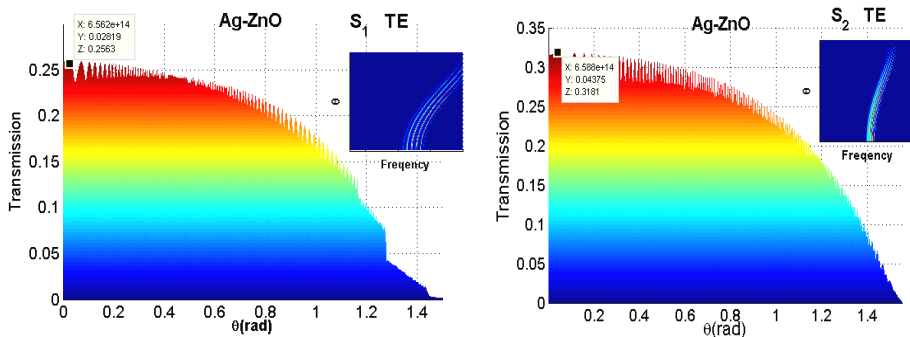 Ag-ZnO
S1 TE
X: 6.562e+14
Y: 0.02819
Z: 0.2563
θ
Freqency
Transmission
0.25
0.2
0.15
0.1
0.05
0
0 0.2 0.4 0.6 0.8 1 1.2 1.4
θ(rad)
Ag-ZnO
S2 TE
X: 6.588e+14
Y: 0.04375
Z: 0.3181
θ
Freqency
Transmission
0.35
0.3
0.25
0.2
0.15
0.1
0.05
0
0.2 0.4 0.6 0.8 1 1.2 1.4
θ(rad)